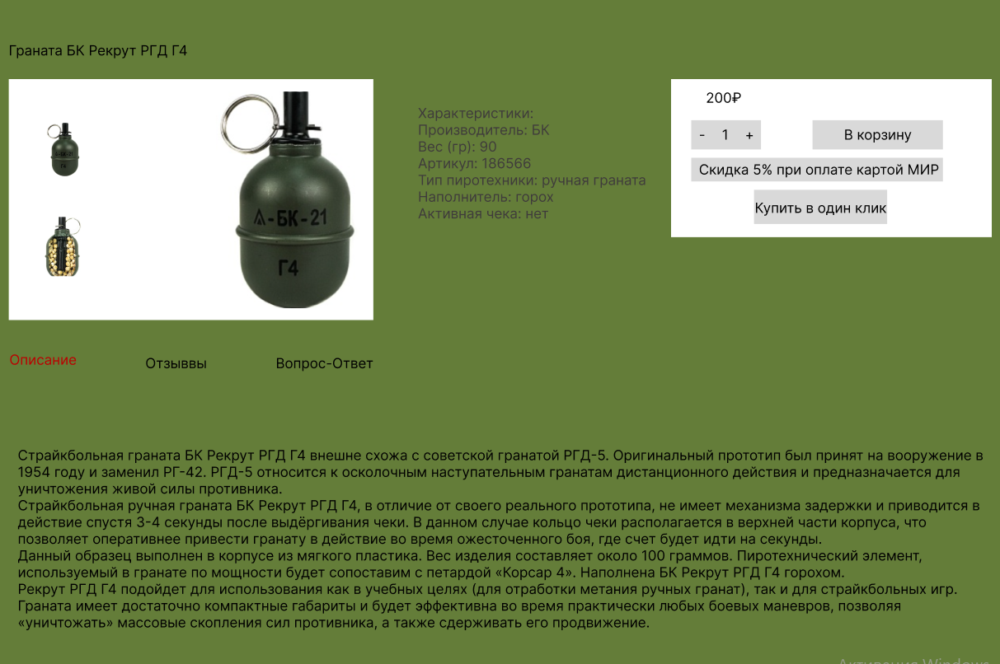 Граната БК Рекрут РГД Г4
Δ-БК-21
Г4
Δ-БК-21
Г4
Характеристики:
Производитель: БК
Вес (гр): 90
Артикул: 186566
Тип пиротехники: ручная граната
Наполнитель: горох
Активная чека: нет
200₽
- 1 +
В корзину
Скидка 5% при оплате картой МИР
Купить в один клик
Описание
Отзыввы
Вопрос-Ответ
Страйкбольная граната БК Рекрут РГД Г4 внешне схожа с советской гранатой РГД-5. Оригинальный прототип был принят на вооружение в
1954 году и заменил РГ-42. РГД-5 относится к осколочным наступательным гранатам дистанционного действия и предназначается для
уничтожения живой силы противника.
Страйкбольная ручная граната БК Рекрут РГД Г4, в отличие от своего реального прототипа, не имеет механизма задержки и приводится в
действие спустя 3-4 секунды после выдёргивания чеки. В данном случае кольцо чеки располагается в верхней части корпуса, что
позволяет оперативнее привести гранату в действие во время ожесточенного боя, где счет будет идти на секунды.
Данный образец выполнен в корпусе из мягкого пластика. Вес изделия составляет около 100 граммов. Пиротехнический элемент,
используемый в гранате по мощности будет сопоставим с петардой «Корсар 4». Наполнена БК Рекрут РГД Г4 горохом.
Рекрут РГД Г4 подойдет для использования как в учебных целях (для отработки метания ручных гранат), так и для страйкбольных игр.
Граната имеет достаточно компактные габариты и будет эффективна во время практически любых боевых маневров, позволяя
«уничтожать» массовые скопления сил противника, а также сдерживать его продвижение.
Активация Windows